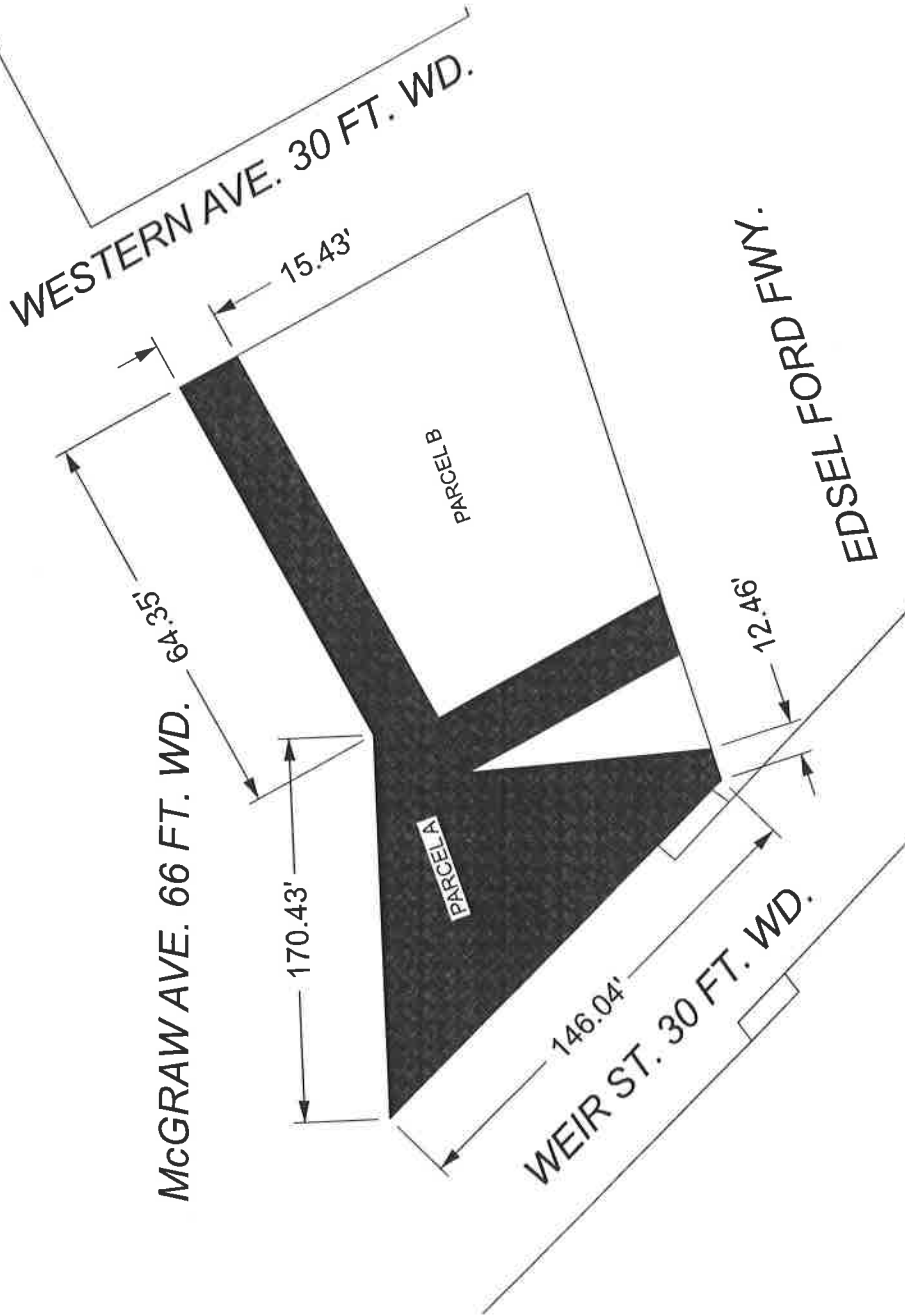 WESTERN AVE. 30 FT. WD.
15.43'
64.35'
McGRAW AVE. 66 FT. WD.
170.43'
PARCEL B
PARCEL A
EDSEL FORD FWY.
12.46'
146.04'
WEIR ST. 30 FT. WD.